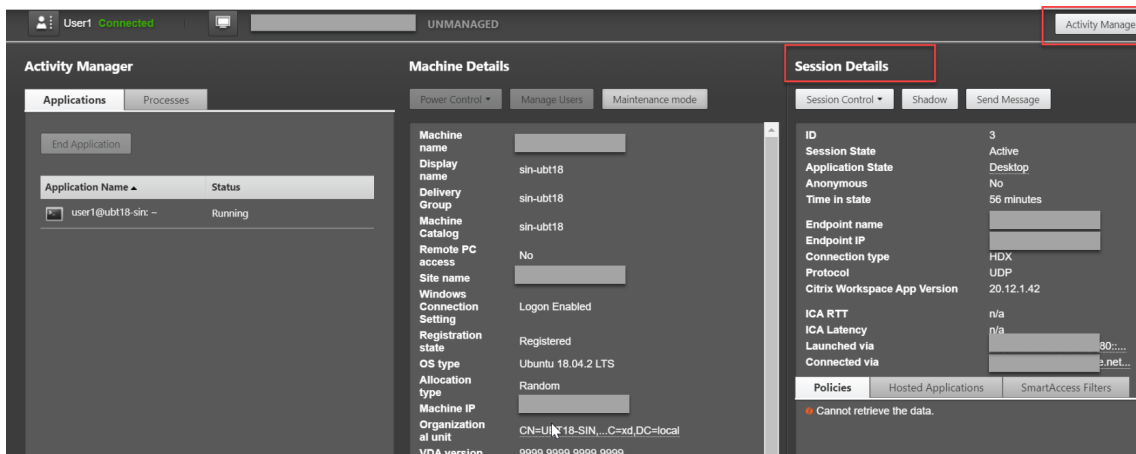 User1 Connected
UNMANAGED
Activity Manage
Activity Manager
Applications
Processes
End Application
Application Name
Status
user1@ubt18-sin: ~
Running
Machine Details
Power Control
Manage Users
Maintenance mode
Machine
name
Display
name
sin-ubt18
Delivery
Group
sin-ubt18
Machine
Catalog
sin-ubt18
Remote PC
access
No
Site name
Windows
Connection
Setting
Logon Enabled
Registration
state
Registered
OS type
Ubuntu 18.04.2 LTS
Allocation
type
Random
Machine IP
Organization
al unit
CN=UBT18-SIN,...C=xd,DC=local
VDA version
9999.9999.9999.9999
Session Details
Session Control
Shadow
Send Message
ID
3
Session State
Active
Application State
Desktop
Anonymous
No
Time in state
56 minutes
Endpoint name
Endpoint IP
Connection type
HDX
Protocol
UDP
Citrix Workspace App Version
20.12.1.42
ICA RTT
n/a
ICA Latency
n/a
Launched via
80::...
Connected via
e.net...
Policies
Hosted Applications
SmartAccess Filters
Cannot retrieve the data.